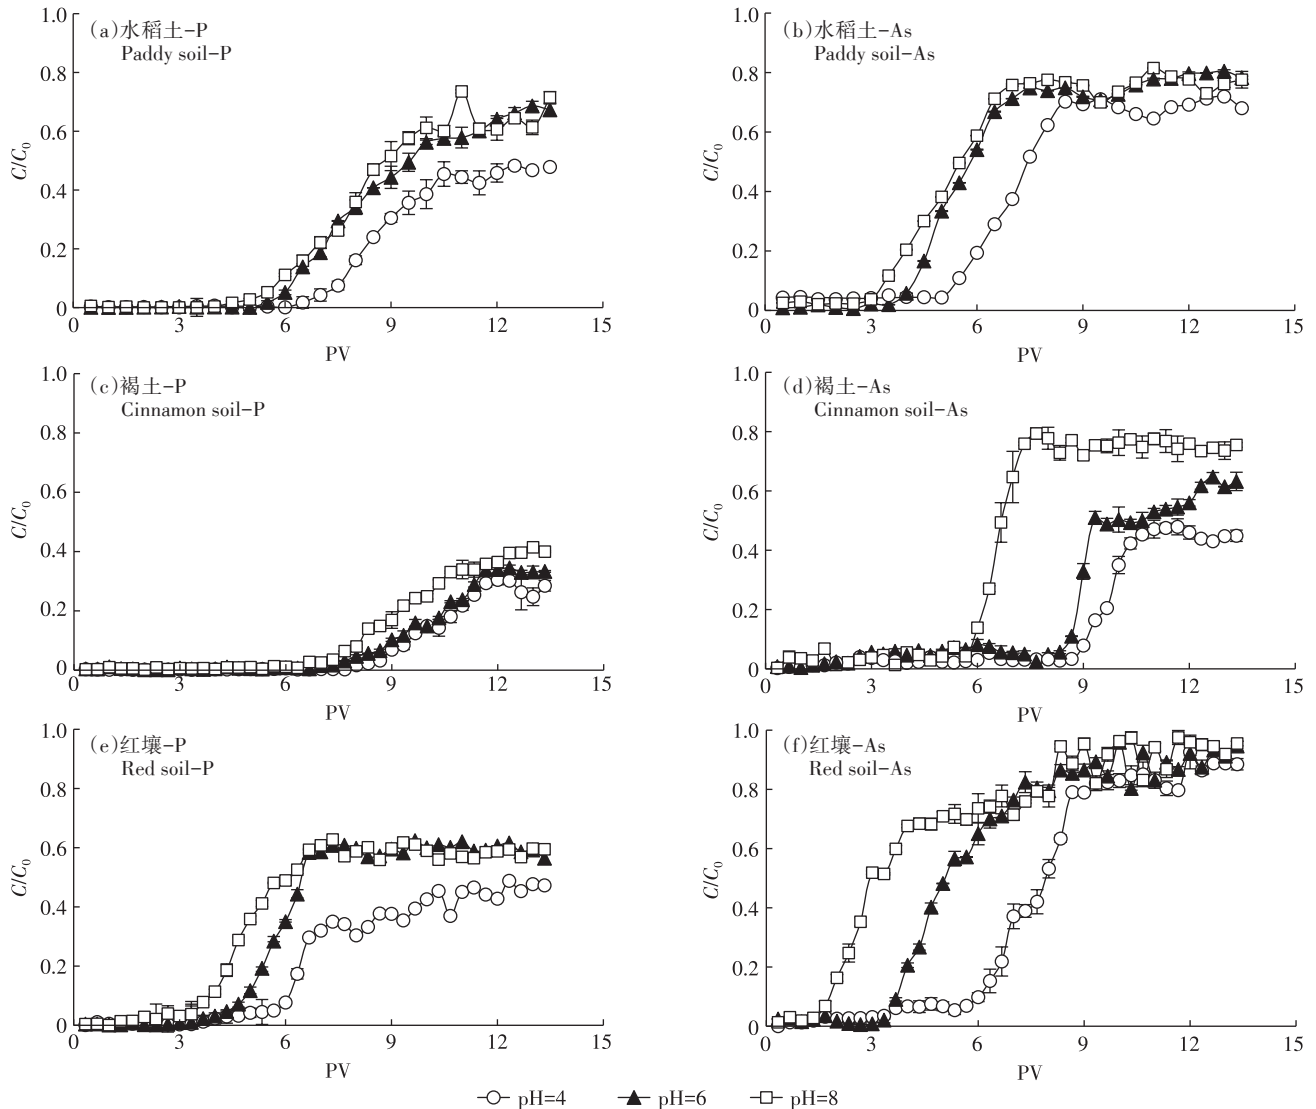 (a)水稻土-P
Paddy soil-P
1.0
0.8
0.6
0.4
0.2
0
C/C0
0 3 6 9 12 15
PV
(b)水稻土-As
Paddy soil-As
1.0
0.8
0.6
0.4
0.2
0
C/C0
0 3 6 9 12 15
PV
(c)褐土-P
Cinnamon soil-P
1.0
0.8
0.6
0.4
0.2
0
C/C0
0 3 6 9 12 15
PV
(d)褐土-As
Cinnamon soil-As
1.0
0.8
0.6
0.4
0.2
0
C/C0
0 3 6 9 12 15
PV
(e)红壤-P
Red soil-P
1.0
0.8
0.6
0.4
0.2
0
C/C0
0 3 6 9 12 15
PV
(f)红壤-As
Red soil-As
1.0
0.8
0.6
0.4
0.2
0
C/C0
0 3 6 9 12 15
PV
pH=4 pH=6 pH=8